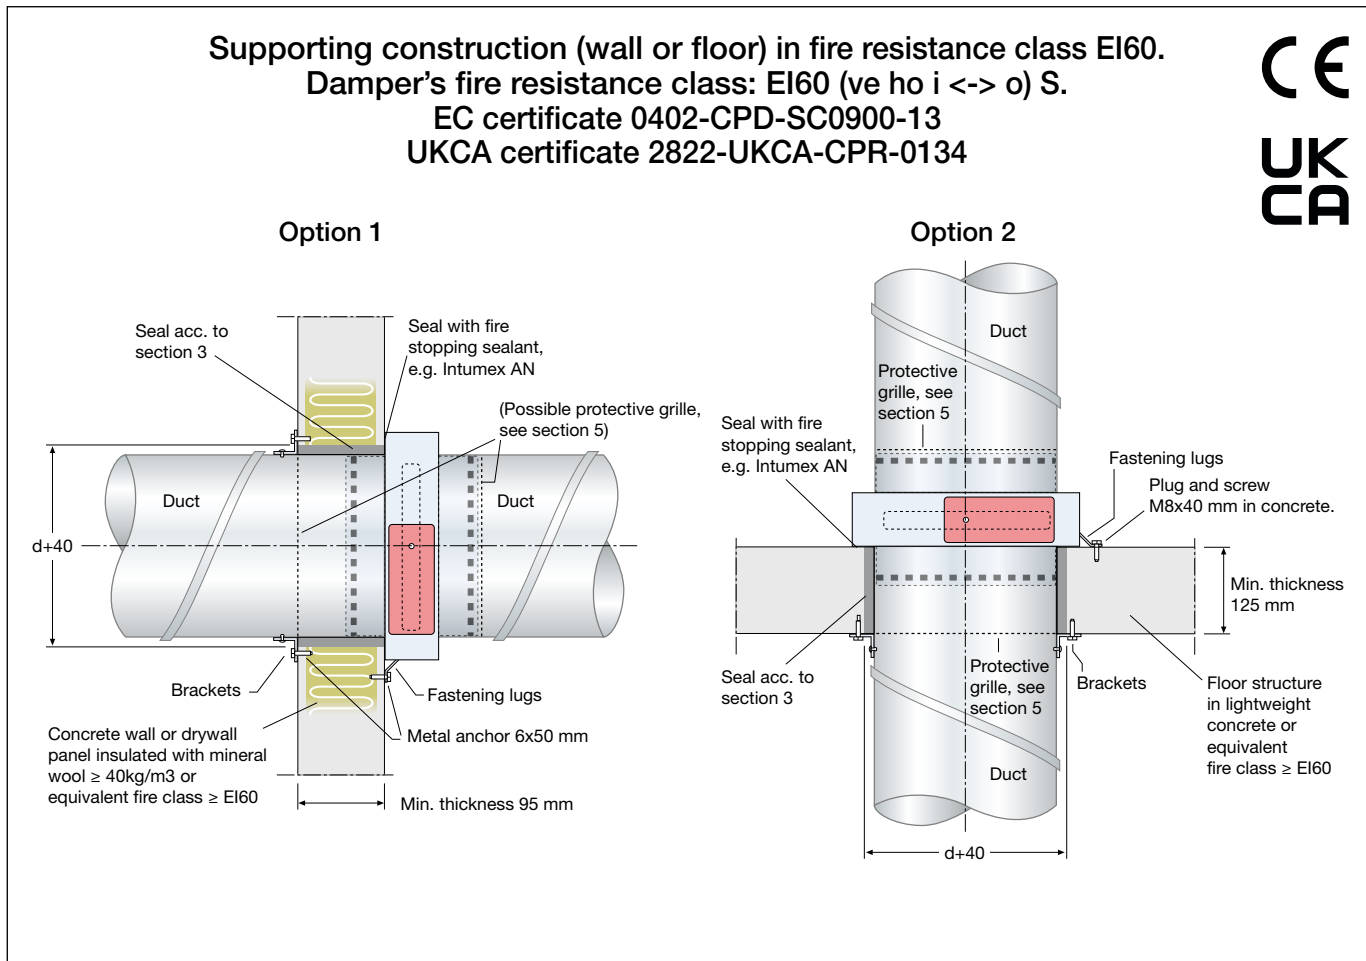 Supporting construction (wall or floor) in fire resistance class EI60.
Damper's fire resistance class: EI60 (ve ho i <-> o) S.
EC certificate 0402-CPD-SC0900-13
UKCA certificate 2822-UKCA-CPR-0134
CE
UK
CA
Option 1
Seal acc. to
section 3
Seal with fire
stopping sealant,
e.g. Intumex AN
(Possible protective grille,
see section 5)
Duct
Duct
d+40
Brackets
Fastening lugs
Metal anchor 6x50 mm
Concrete wall or drywall
panel insulated with mineral
wool ≥ 40kg/m3 or
equivalent fire class ≥ EI60
Min. thickness 95 mm
Option 2
Duct
Protective
grille, see
section 5
Seal with fire
stopping sealant,
e.g. Intumex AN
Fastening lugs
Plug and screw
M8x40 mm in concrete.
Min. thickness
125 mm
Seal acc. to
section 3
Protective
grille, see
section 5
Brackets
Floor structure
in lightweight
concrete or
equivalent
fire class ≥ EI60
Duct
d+40